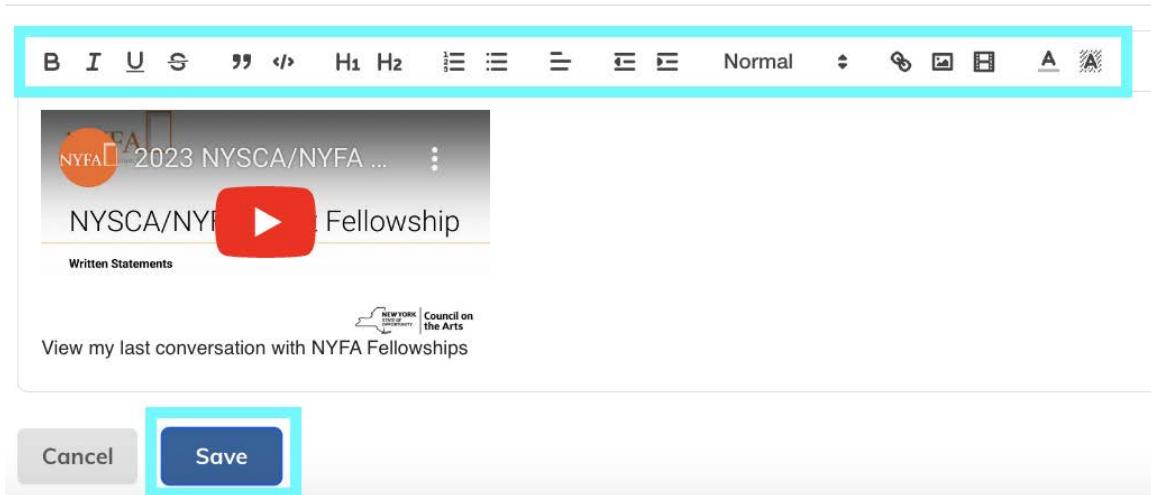 B I U S ❞ </> H1 H2 Normal A A
NYFA
NYFA 2023 NYSCA/NYFA ...
NYSCA/NYF : Fellowship
Written Statements
NEW YORK Council on
STATE OF the Arts
OPPORTUNITY
View my last conversation with NYFA Fellowships
Cancel Save